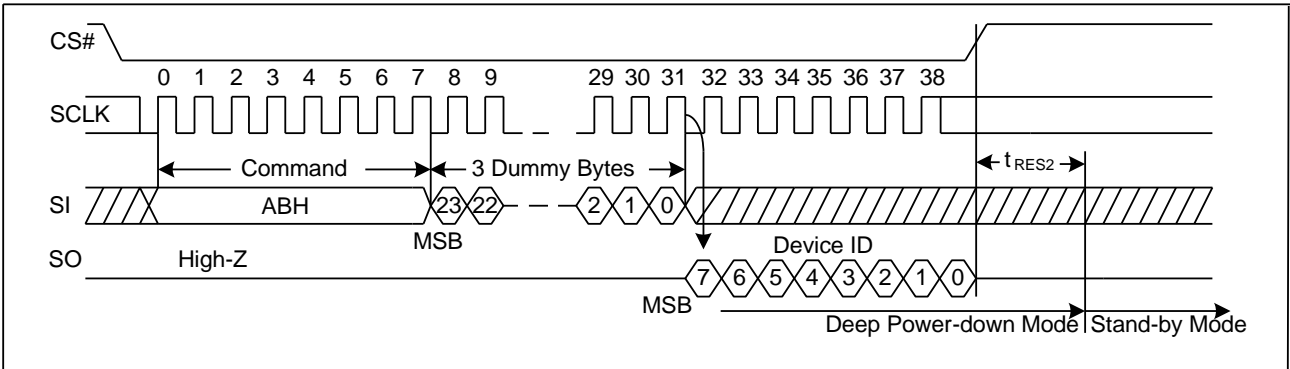 CS#
0 1 2 3 4 5 6 7 8 9 29 30 31 32 33 34 35 36 37 38
SCLK
Command 3 Dummy Bytes tRES2
SI ABH 23 22 2 1 0
MSB Device ID
SO High-Z
7 6 5 4 3 2 1 0
MSB
Deep Power-down Mode Stand-by Mode